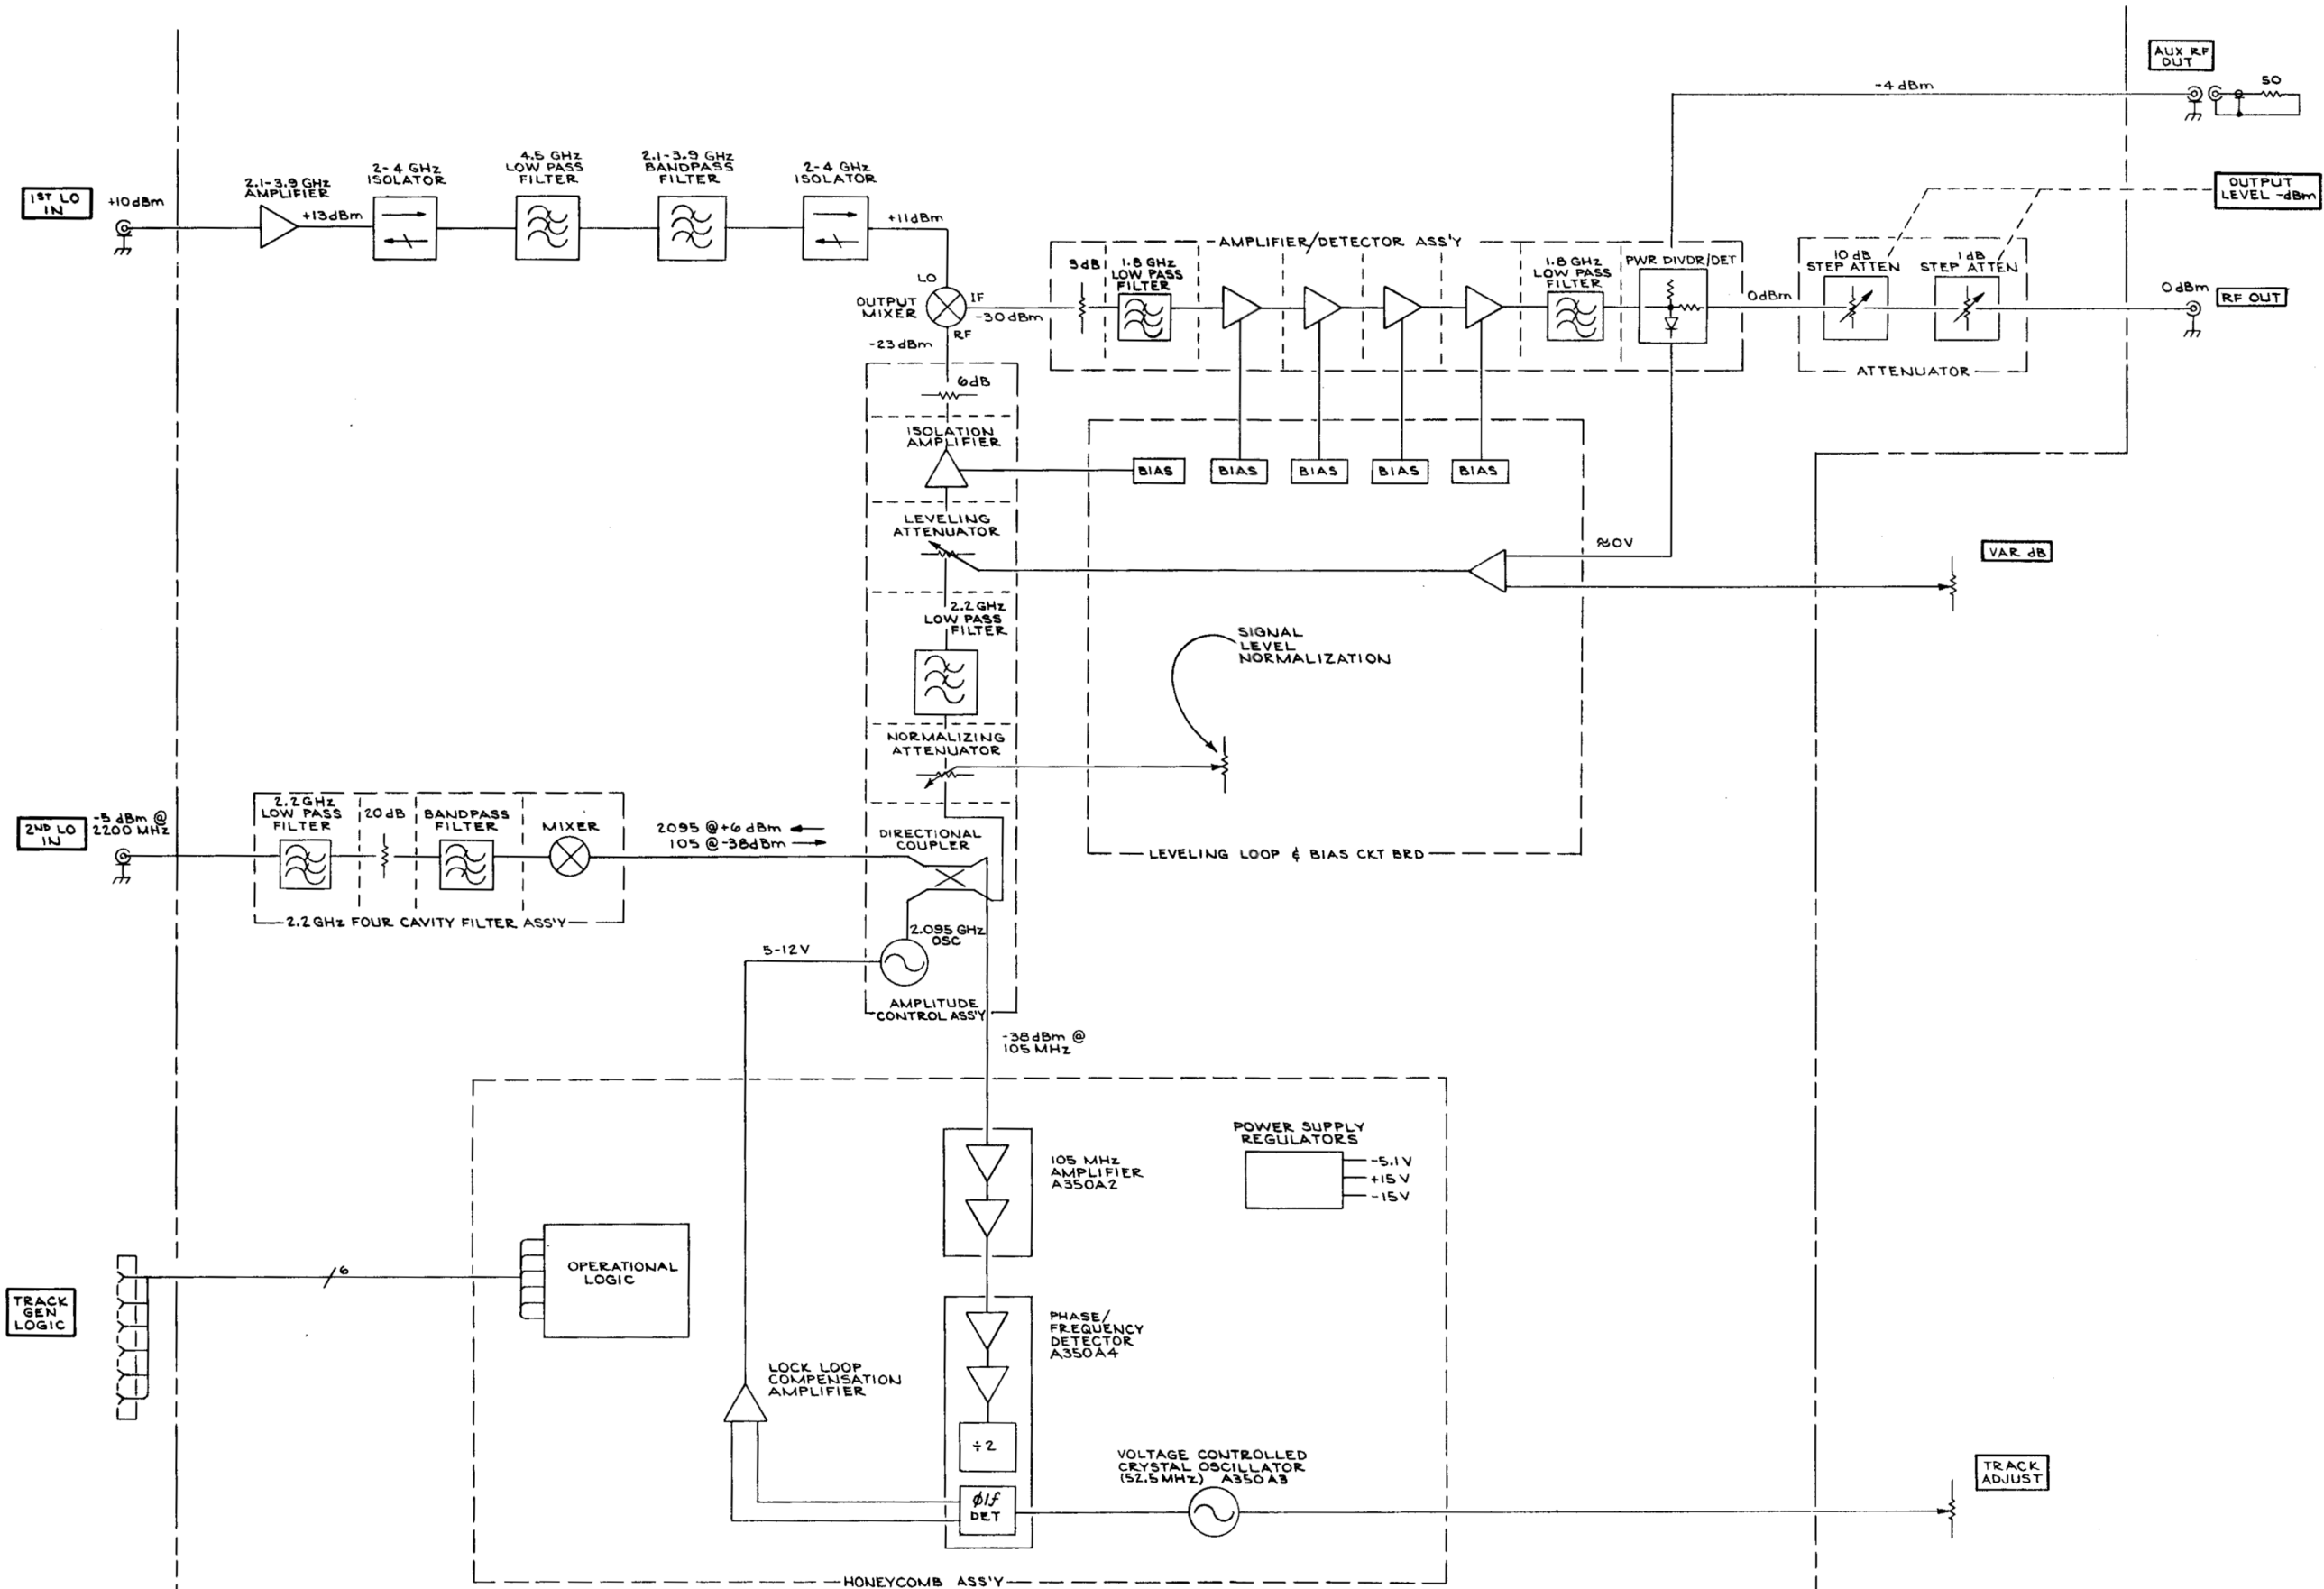 AUX RF
OUT
50
-4 dBm
1ST LO
IN
+10dBm
2.1-3.9 GHz
AMPLIFIER
+13dBm
2-4 GHz
ISOLATOR
4.5 GHz
LOW PASS
FILTER
2.1-3.9 GHz
BANDPASS
FILTER
2-4 GHz
ISOLATOR
+11dBm
OUTPUT
LEVEL -dBm
LO
OUTPUT
MIXER
IF
-30dBm
RF
-23dBm
AMPLIFIER/DETECTOR ASS'Y
3dB
1.8 GHz
LOW PASS
FILTER
1.8 GHz
LOW PASS
FILTER
PWR DIVDR/DET
0dBm
10 dB
STEP ATTEN
1 dB
STEP ATTEN
ATTENUATOR
0dBm
RF OUT
6dB
ISOLATION
AMPLIFIER
BIAS
BIAS
BIAS
BIAS
BIAS
LEVELING
ATTENUATOR
≈0V
VAR dB
2.2 GHz
LOW PASS
FILTER
SIGNAL
LEVEL
NORMALIZATION
NORMALIZING
ATTENUATOR
2ND LO
IN
-5 dBm @
2200 MHz
2.2 GHz
LOW PASS
FILTER
20dB
BANDPASS
FILTER
MIXER
2095 @+6 dBm
105 @-38dBm
DIRECTIONAL
COUPLER
LEVELING LOOP & BIAS CKT BRD
2.2 GHz FOUR CAVITY FILTER ASS'Y
2.095 GHz
OSC
5-12V
AMPLITUDE
CONTROL ASS'Y
-38dBm @
105 MHz
105 MHz
AMPLIFIER
A350A2
POWER SUPPLY
REGULATORS
-5.1V
+15V
-15V
6
OPERATIONAL
LOGIC
TRACK
GEN
LOGIC
PHASE/
FREQUENCY
DETECTOR
A350A4
LOCK LOOP
COMPENSATION
AMPLIFIER
÷2
VOLTAGE CONTROLLED
CRYSTAL OSCILLATOR
(52.5MHz) A350A3
TRACK
ADJUST
ø/f
DET
HONEYCOMB ASS'Y